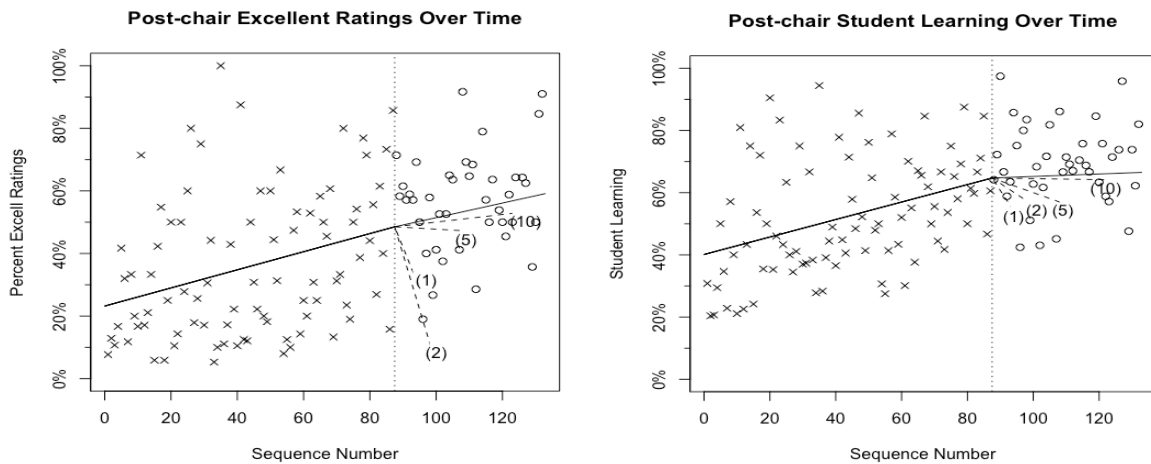 Post-chair Excellent Ratings Over Time
Percent Excell Ratings
100%
80%
60%
40%
20%
0%
(10)
(5)
(1)
(2)
0 20 40 60 80 100 120
Sequence Number
Post-chair Student Learning Over Time
Student Learning
100%
80%
60%
40%
20%
0%
(10)
(1) (2) (5)
0 20 40 60 80 100 120
Sequence Number